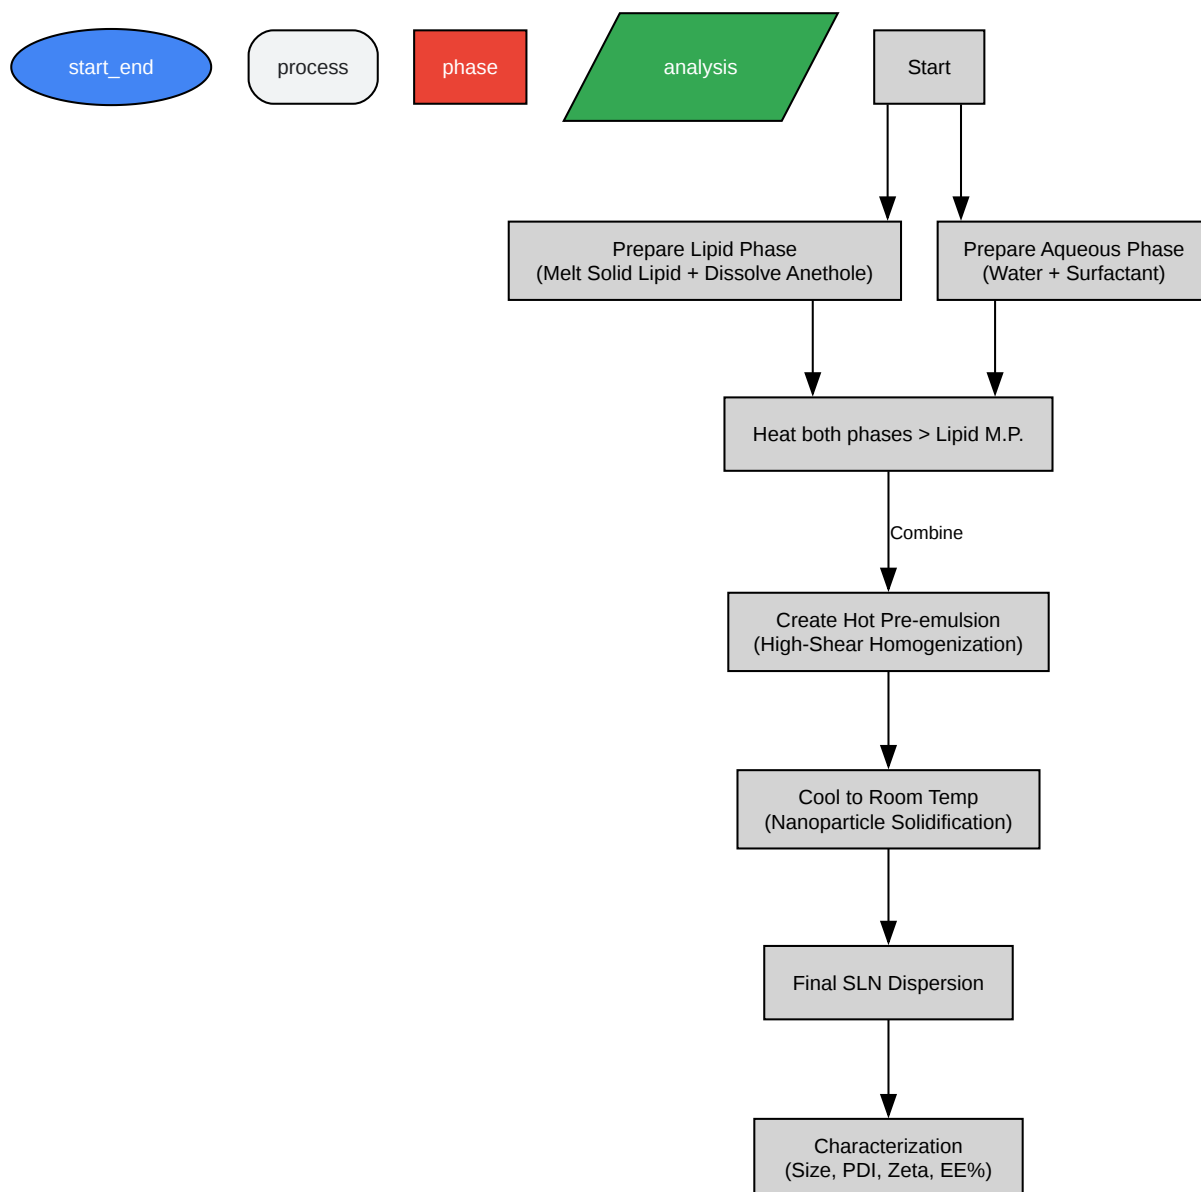 start_end
process
phase
analysis
Start
Prepare Lipid Phase
(Melt Solid Lipid + Dissolve Anethole)
Prepare Aqueous Phase
(Water + Surfactant)
Heat both phases > Lipid M.P.
Combine
Create Hot Pre-emulsion
(High-Shear Homogenization)
Cool to Room Temp
(Nanoparticle Solidification)
Final SLN Dispersion
Characterization
(Size, PDI, Zeta, EE%)